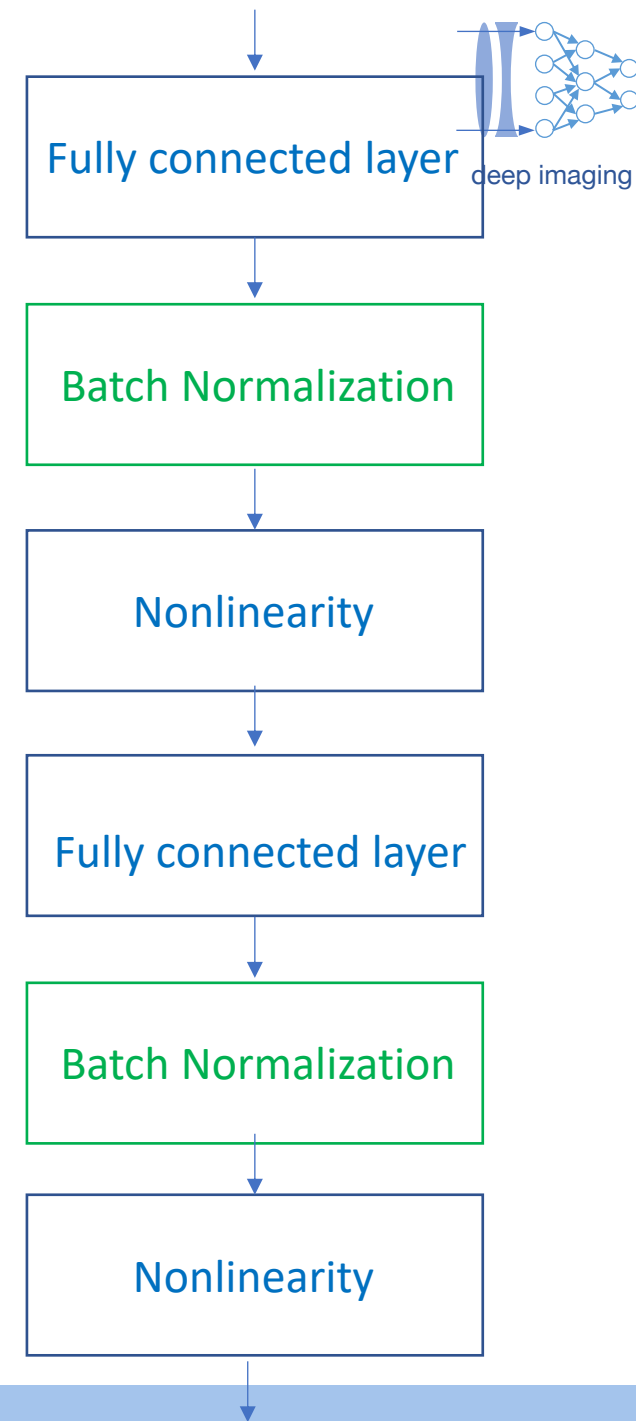 Fully connected layer
deep imaging
Batch Normalization
Nonlinearity
Fully connected layer
Batch Normalization
Nonlinearity